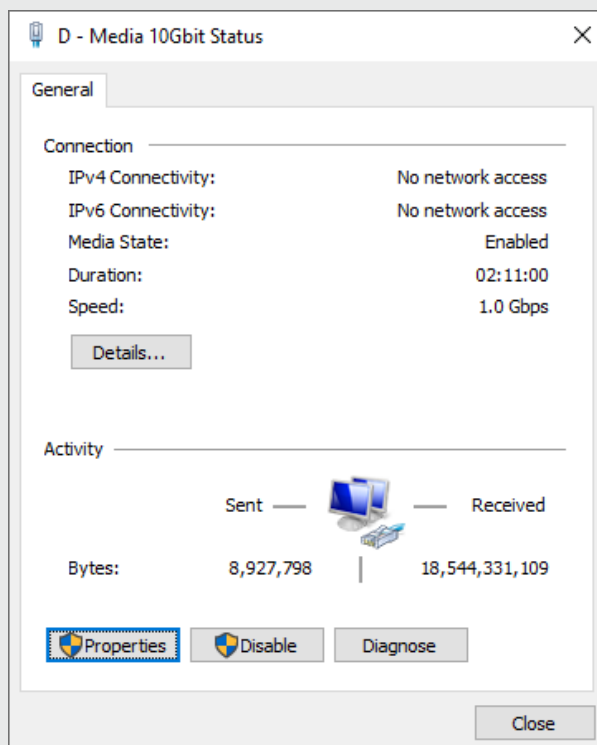 D - Media 10Gbit Status
General
Connection
IPv4 Connectivity: No network access
IPv6 Connectivity: No network access
Media State: Enabled
Duration: 02:11:00
Speed: 1.0 Gbps
Details...
Activity
Sent Received
Bytes: 8,927,798 18,544,331,109
Properties Disable Diagnose
Close